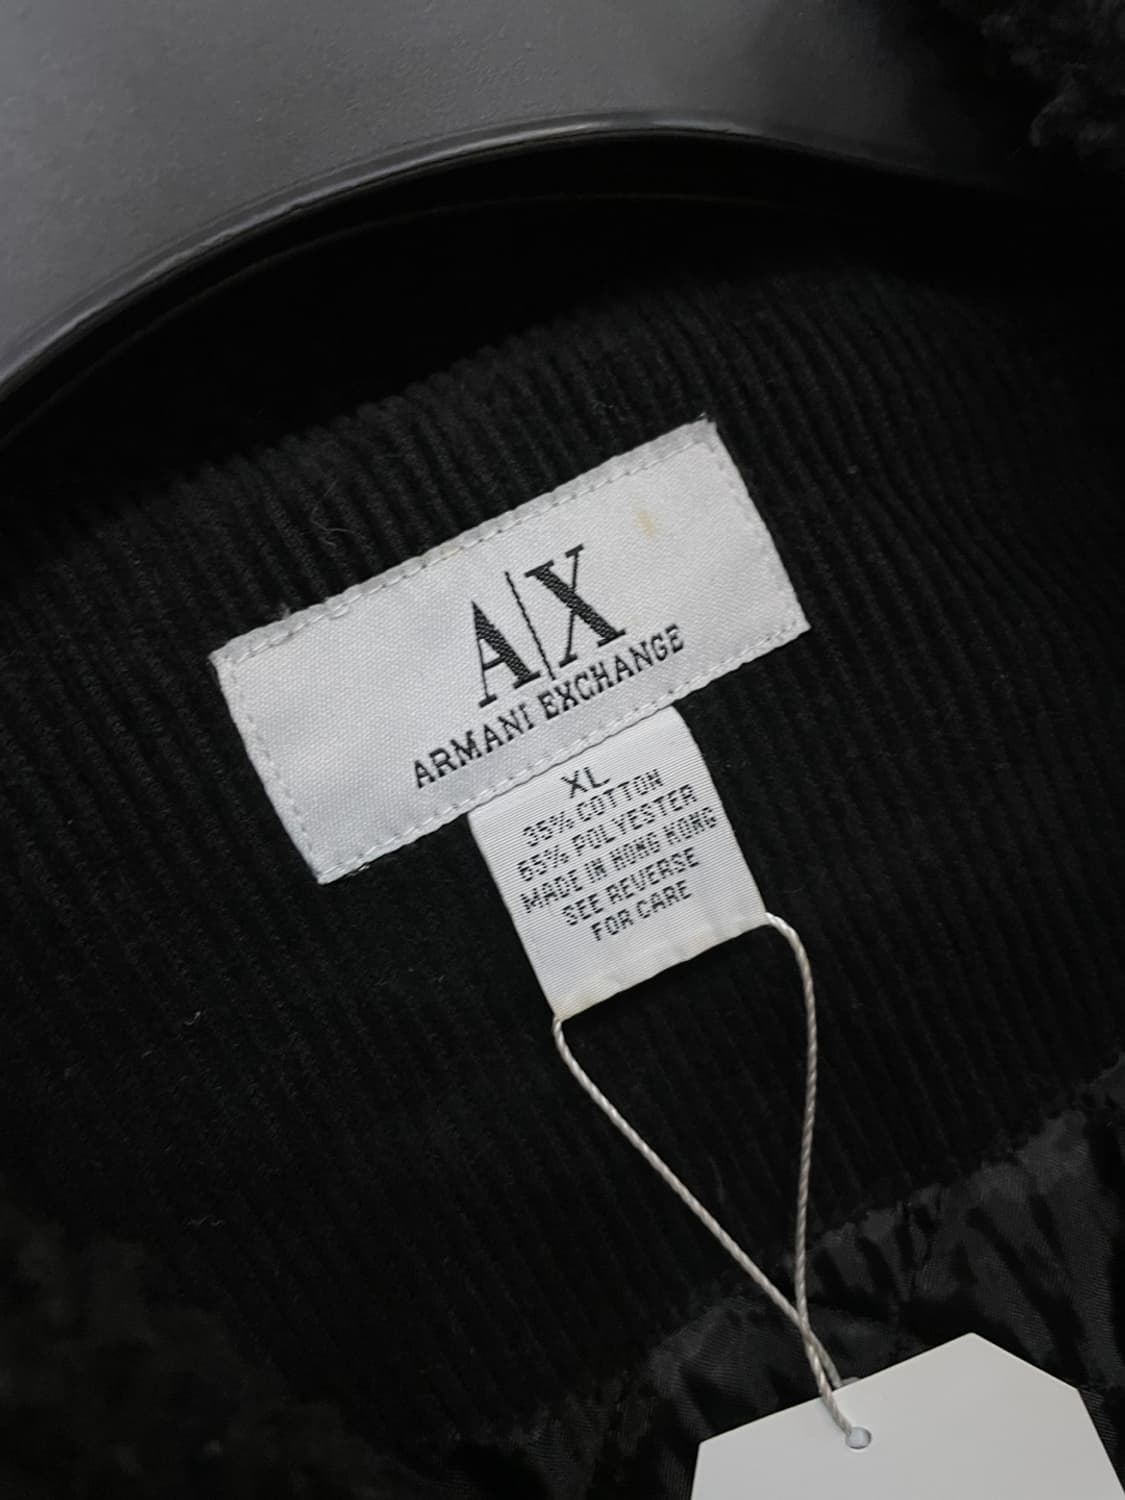 A|X
ARMANI EXCHANGE
XL
35% COTTON
65% POLYESTER
MADE IN HONG KONG
SEE REVERSE
FOR CARE